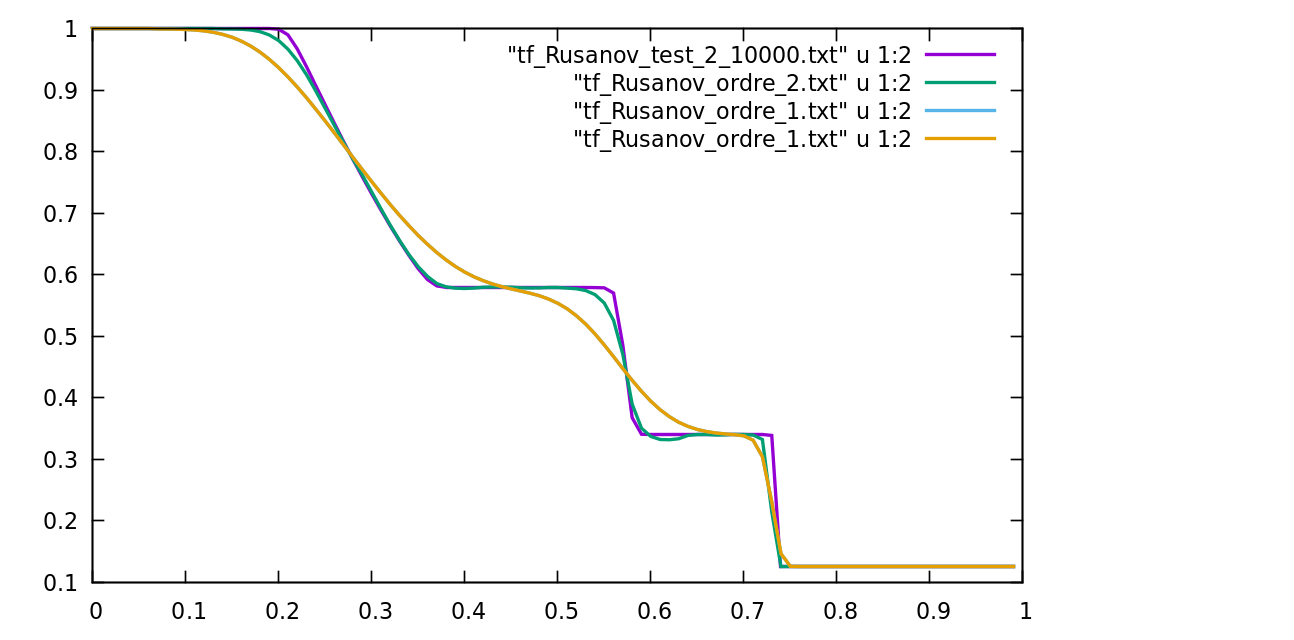 1
0.9
0.8
0.7
0.6
0.5
0.4
0.3
0.2
0.1
"tf_Rusanov_test_2_10000.txt" u 1:2
"tf_Rusanov_ordre_2.txt" u 1:2
"tf_Rusanov_ordre_1.txt" u 1:2
"tf_Rusanov_ordre_1.txt" u 1:2
0 0.1 0.2 0.3 0.4 0.5 0.6 0.7 0.8 0.9 1